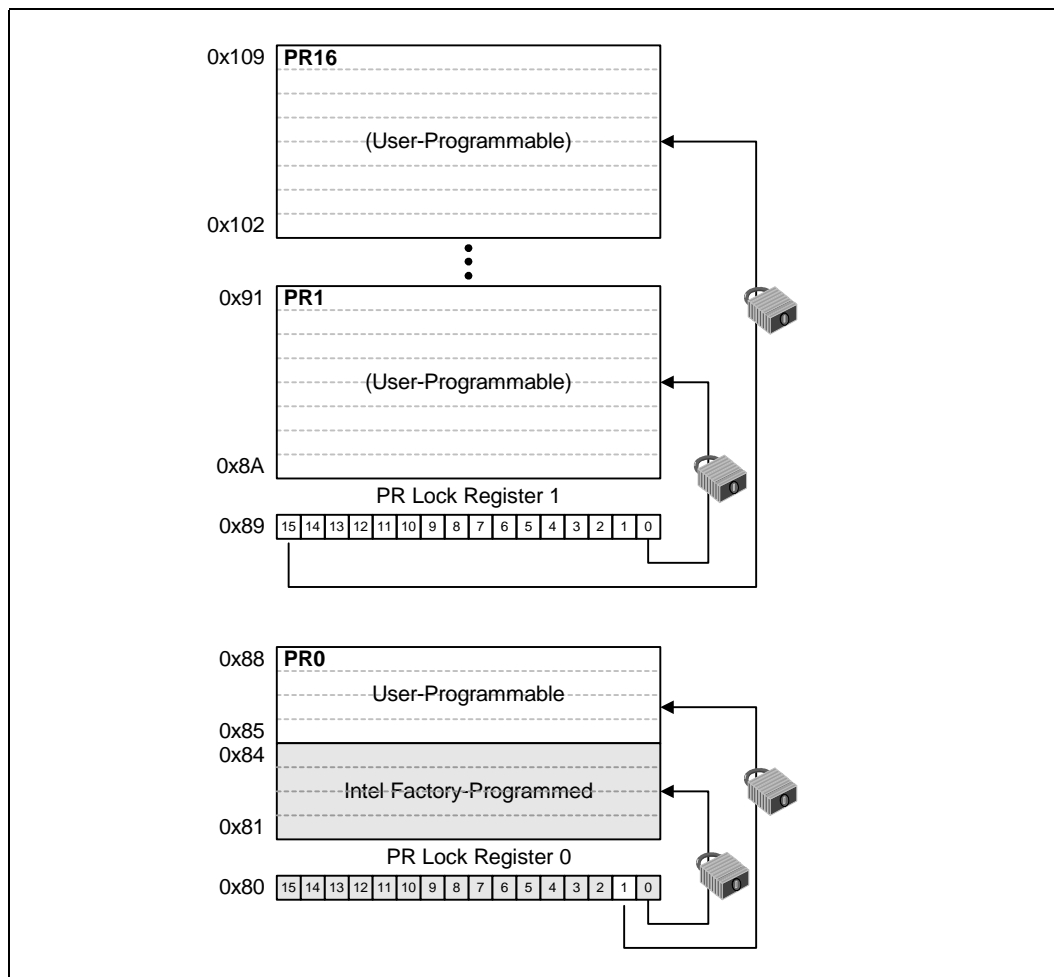 0x109
PR16
(User-Programmable)
0x102
0x91
PR1
(User-Programmable)
0x8A
PR Lock Register 1
0x89
15 14 13 12 11 10 9 8 7 6 5 4 3 2 1 0
0x88
PR0
User-Programmable
0x85
0x84
Intel Factory-Programmed
0x81
PR Lock Register 0
0x80
15 14 13 12 11 10 9 8 7 6 5 4 3 2 1 0